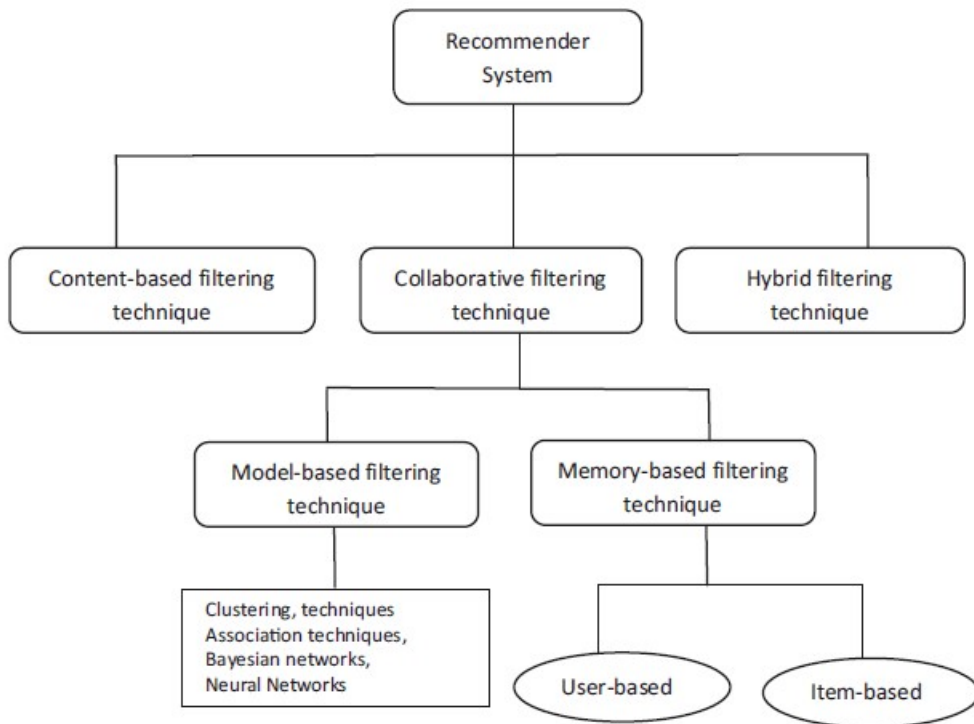 Recommender
System
Content-based filtering
technique
Collaborative filtering
technique
Hybrid filtering
technique
Model-based filtering
technique
Memory-based filtering
technique
Clustering, techniques
Association techniques,
Bayesian networks,
Neural Networks
User-based
Item-based